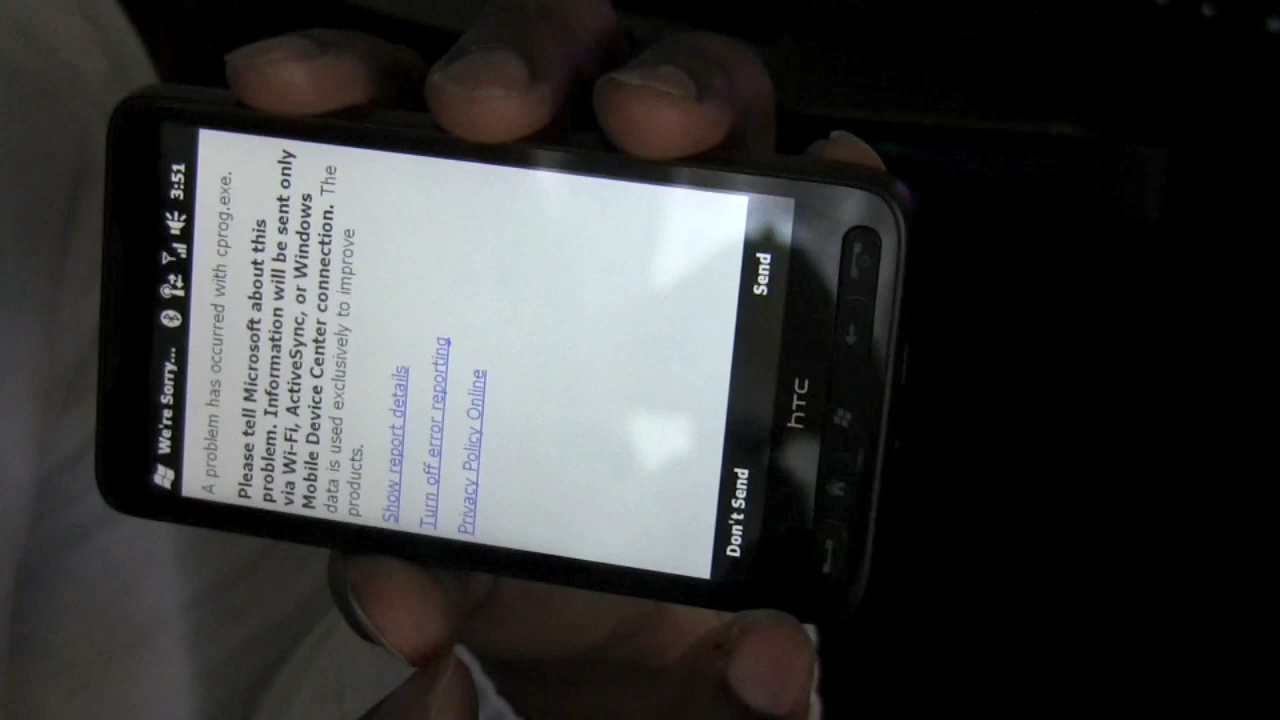 We're Sorry... 3:51
A problem has occurred with cprog.exe.
Please tell Microsoft about this
problem. Information will be sent only
via Wi-Fi, ActiveSync, or Windows
Mobile Device Center connection. The
data is used exclusively to improve
products.
Show report details
Turn off error reporting
Privacy Policy Online
Don't Send Send
hTC